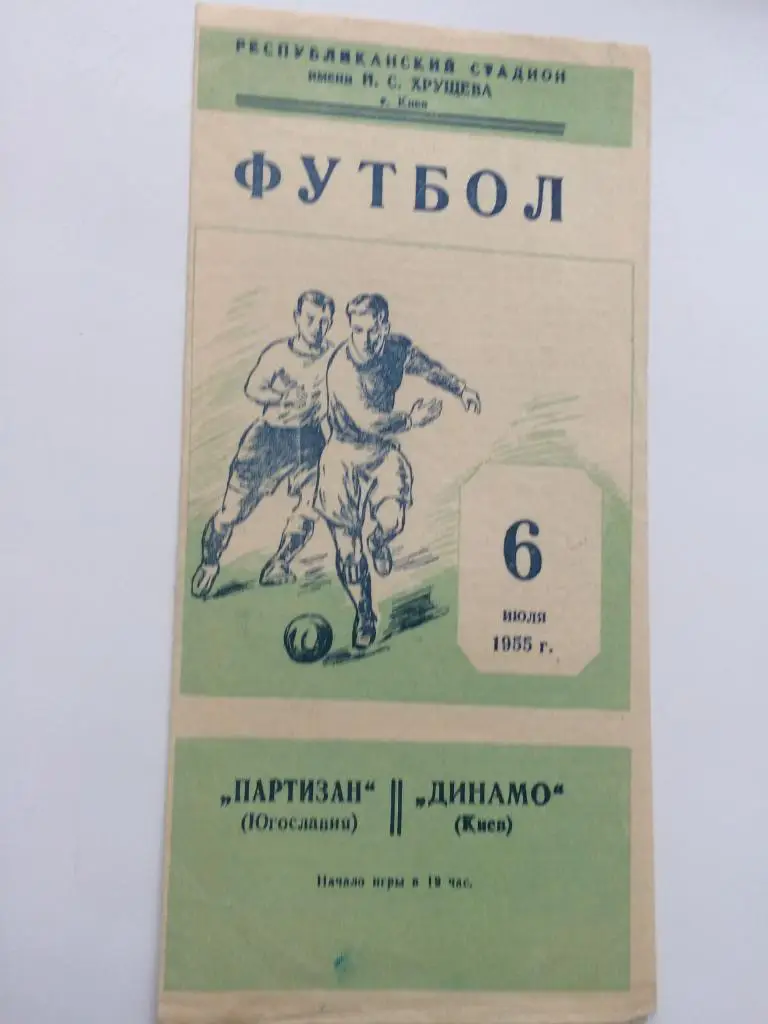 РЕСПУБЛИКАНСКИЙ СТАДИОН
имени Н. С. ХРУЩЕВА
г. Киев
ФУТБОЛ
6
июля
1955 г.
„ПАРТИЗАН“ || „ДИНАМО“
(Югославия) (Киев)
Начало игры в 19 час.